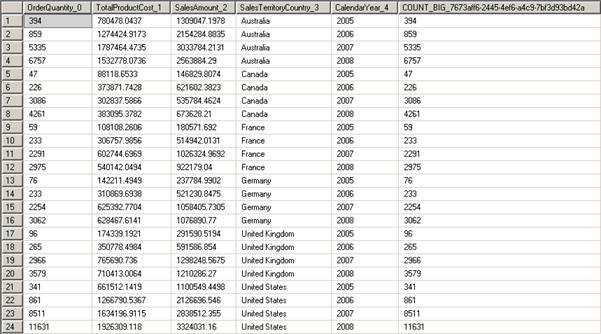 OrderQuantity_0 TotalProductCost_1 SalesAmount_2 SalesTerritoryCountry_3 CalendarYear_4 COUNT_BIG_7673aff6-2445-4ef6-a4c9-7bf3d93bd42a
1 394 780478.0437 1309047.1978 Australia 2005 394
2 859 1274424.9173 2154284.8835 Australia 2006 859
3 5335 1787464.4735 3033784.2131 Australia 2007 5335
4 6757 1532778.0736 2563884.29 Australia 2008 6757
5 47 88118.6533 146829.8074 Canada 2005 47
6 226 373871.7428 621602.3823 Canada 2006 226
7 3086 302837.5866 535784.4624 Canada 2007 3086
8 4261 383095.3782 673628.21 Canada 2008 4261
9 59 108108.2606 180571.692 France 2005 59
10 233 306757.9856 514942.0131 France 2006 233
11 2291 602744.6969 1026324.9692 France 2007 2291
12 2975 540142.0494 922179.04 France 2008 2975
13 76 142211.4949 237784.9902 Germany 2005 76
14 233 310869.6938 521230.8475 Germany 2006 233
15 2254 625392.7704 1058405.7305 Germany 2007 2254
16 3062 628467.6141 1076890.77 Germany 2008 3062
17 96 174339.1921 291590.5194 United Kingdom 2005 96
18 265 350778.4984 591586.854 United Kingdom 2006 265
19 2966 765690.736 1298248.5675 United Kingdom 2007 2966
20 3579 710413.0064 1210286.27 United Kingdom 2008 3579
21 341 661512.1419 1100549.4498 United States 2005 341
22 861 1266790.5367 2126696.546 United States 2006 861
23 8511 1634196.9115 2838512.355 United States 2007 8511
24 11631 1926309.118 3324031.16 United States 2008 11631